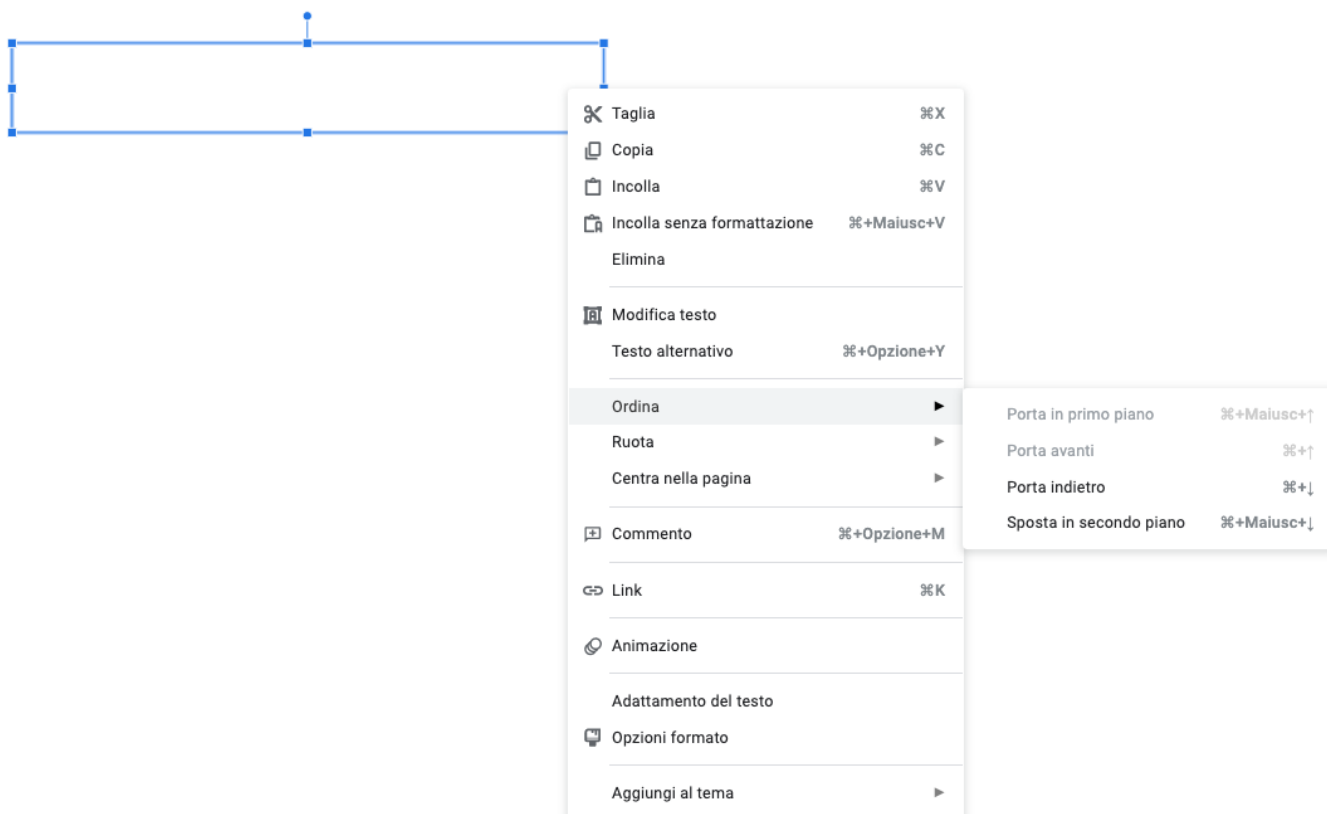 Taglia ⌘X
Copia ⌘C
Incolla ⌘V
Incolla senza formattazione ⌘+Maiusc+V
Elimina
Modifica testo
Testo alternativo ⌘+Opzione+Y
Ordina ►
Porta in primo piano ⌘+Maiusc+↑
Porta avanti ⌘+↑
Porta indietro ⌘+↓
Sposta in secondo piano ⌘+Maiusc+↓
Ruota ►
Centra nella pagina ►
Commento ⌘+Opzione+M
Link ⌘K
Animazione
Adattamento del testo
Opzioni formato
Aggiungi al tema ►